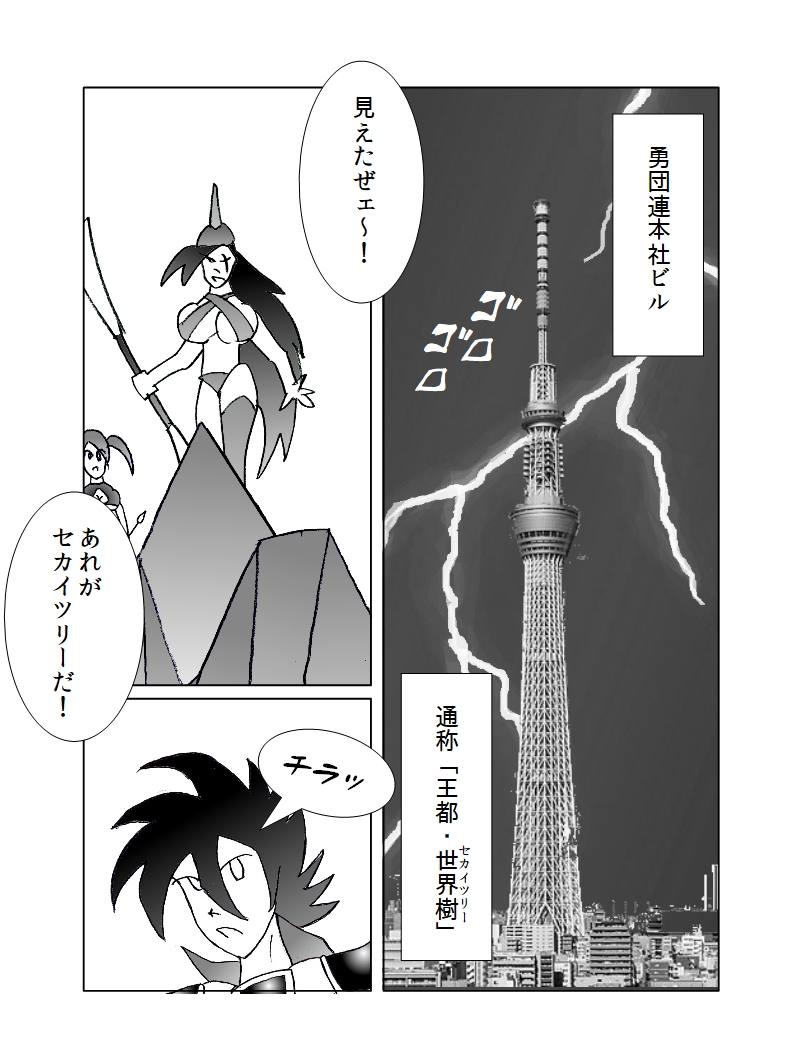 勇団連本社ビル
ゴロゴロ
通称「王都・世界樹」
セカイツリー
見えたぜェ～！
あれが
セカイツリーだ！
チラッ